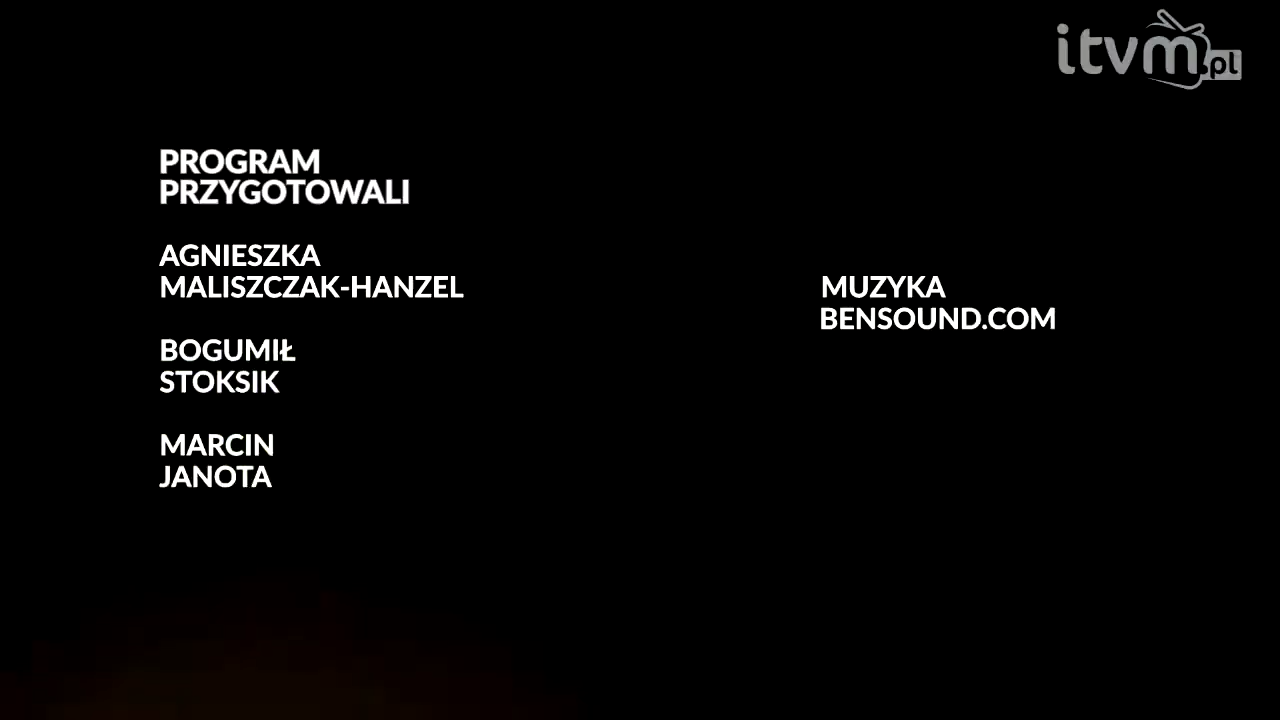 itvm.pl
PROGRAM
PRZYGOTOWALI
AGNIESZKA
MALISZCZAK-HANZEL
BOGUMIŁ
STOKSIK
MARCIN
JANOTA
MUZYKA
BENSOUND.COM